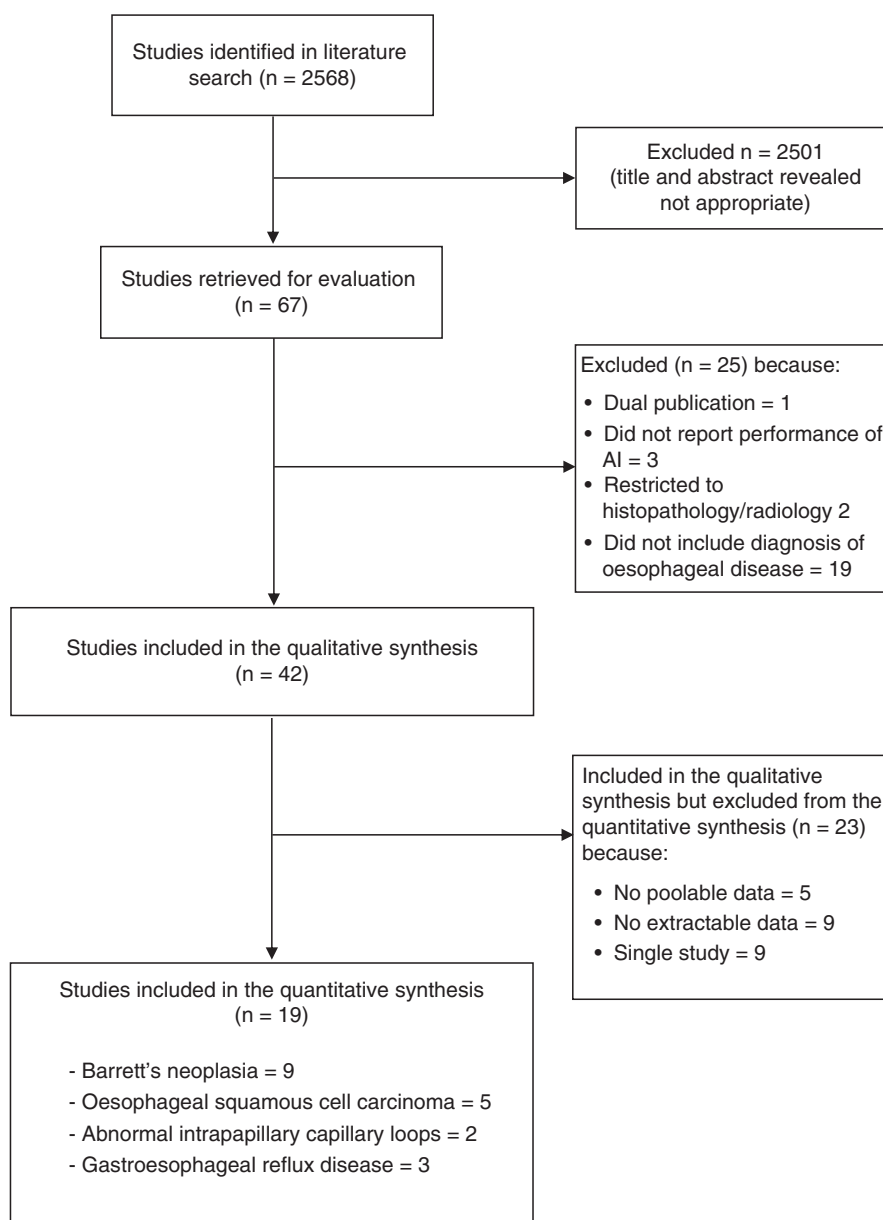 Studies identified in literature
search (n = 2568)
Excluded n = 2501
(title and abstract revealed
not appropriate)
Studies retrieved for evaluation
(n = 67)
Excluded (n = 25) because:
• Dual publication = 1
• Did not report performance of
AI = 3
• Restricted to
histopathology/radiology 2
• Did not include diagnosis of
oesophageal disease = 19
Studies included in the qualitative synthesis
(n = 42)
Included in the qualitative
synthesis but excluded from the
quantitative synthesis (n = 23)
because:
• No poolable data = 5
• No extractable data = 9
• Single study = 9
Studies included in the quantitative synthesis
(n = 19)
- Barrett’s neoplasia = 9
- Oesophageal squamous cell carcinoma = 5
- Abnormal intrapapillary capillary loops = 2
- Gastroesophageal reflux disease = 3